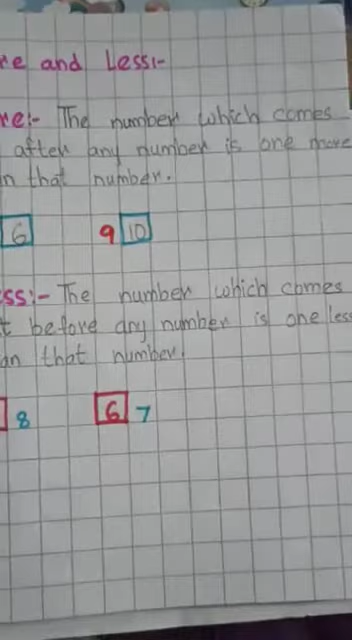 re and Less:-
re:- The number which comes
after any number is one more
n that number.
6 9 10
ss:- The number which comes
t before any number is one less
an that number.
8 6 7